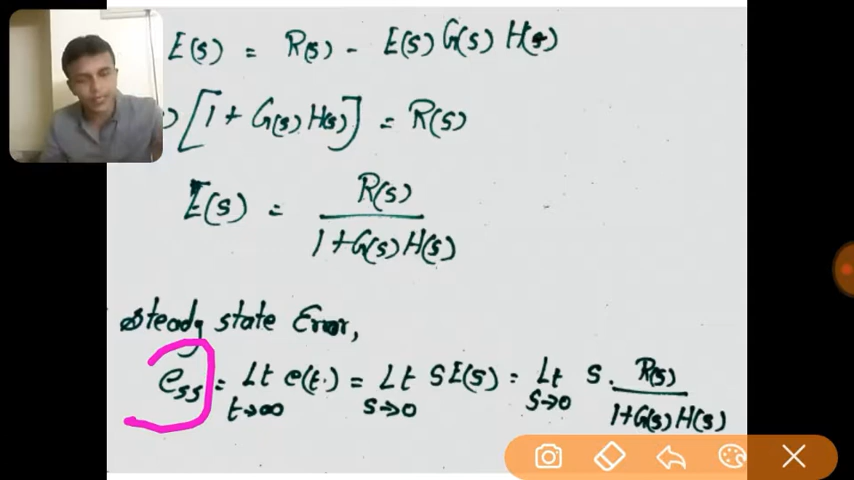 E(s) = R(s) - E(s) G(s) H(s)
) [1 + G(s) H(s)] = R(s)
E(s) = R(s) / 1+G(s) H(s)
steady state Error,
ess = Lt t→∞ e(t) = Lt s→0 SE(s) = Lt s→0 s. R(s) / 1+G(s) H(s)